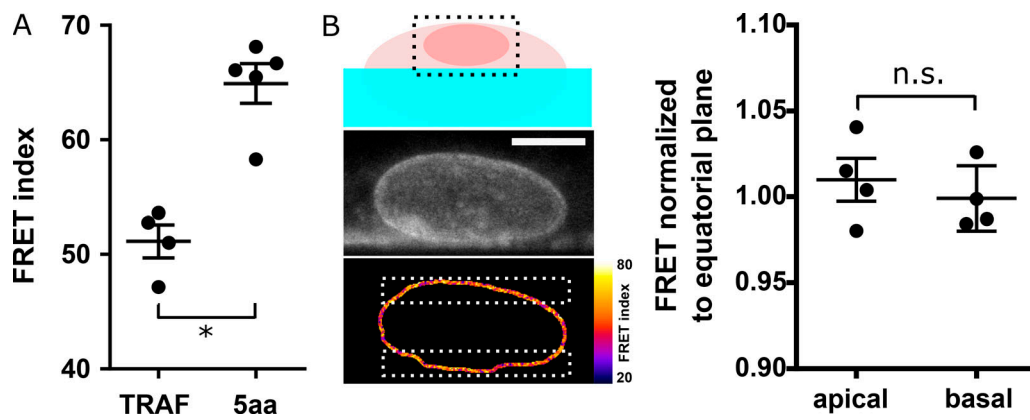 A
FRET index
70
60
50
40
TRAF
5aa
*
B
80
FRET index
20
FRET normalized
to equatorial plane
1.10
1.05
1.00
0.95
0.90
n.s.
apical
basal